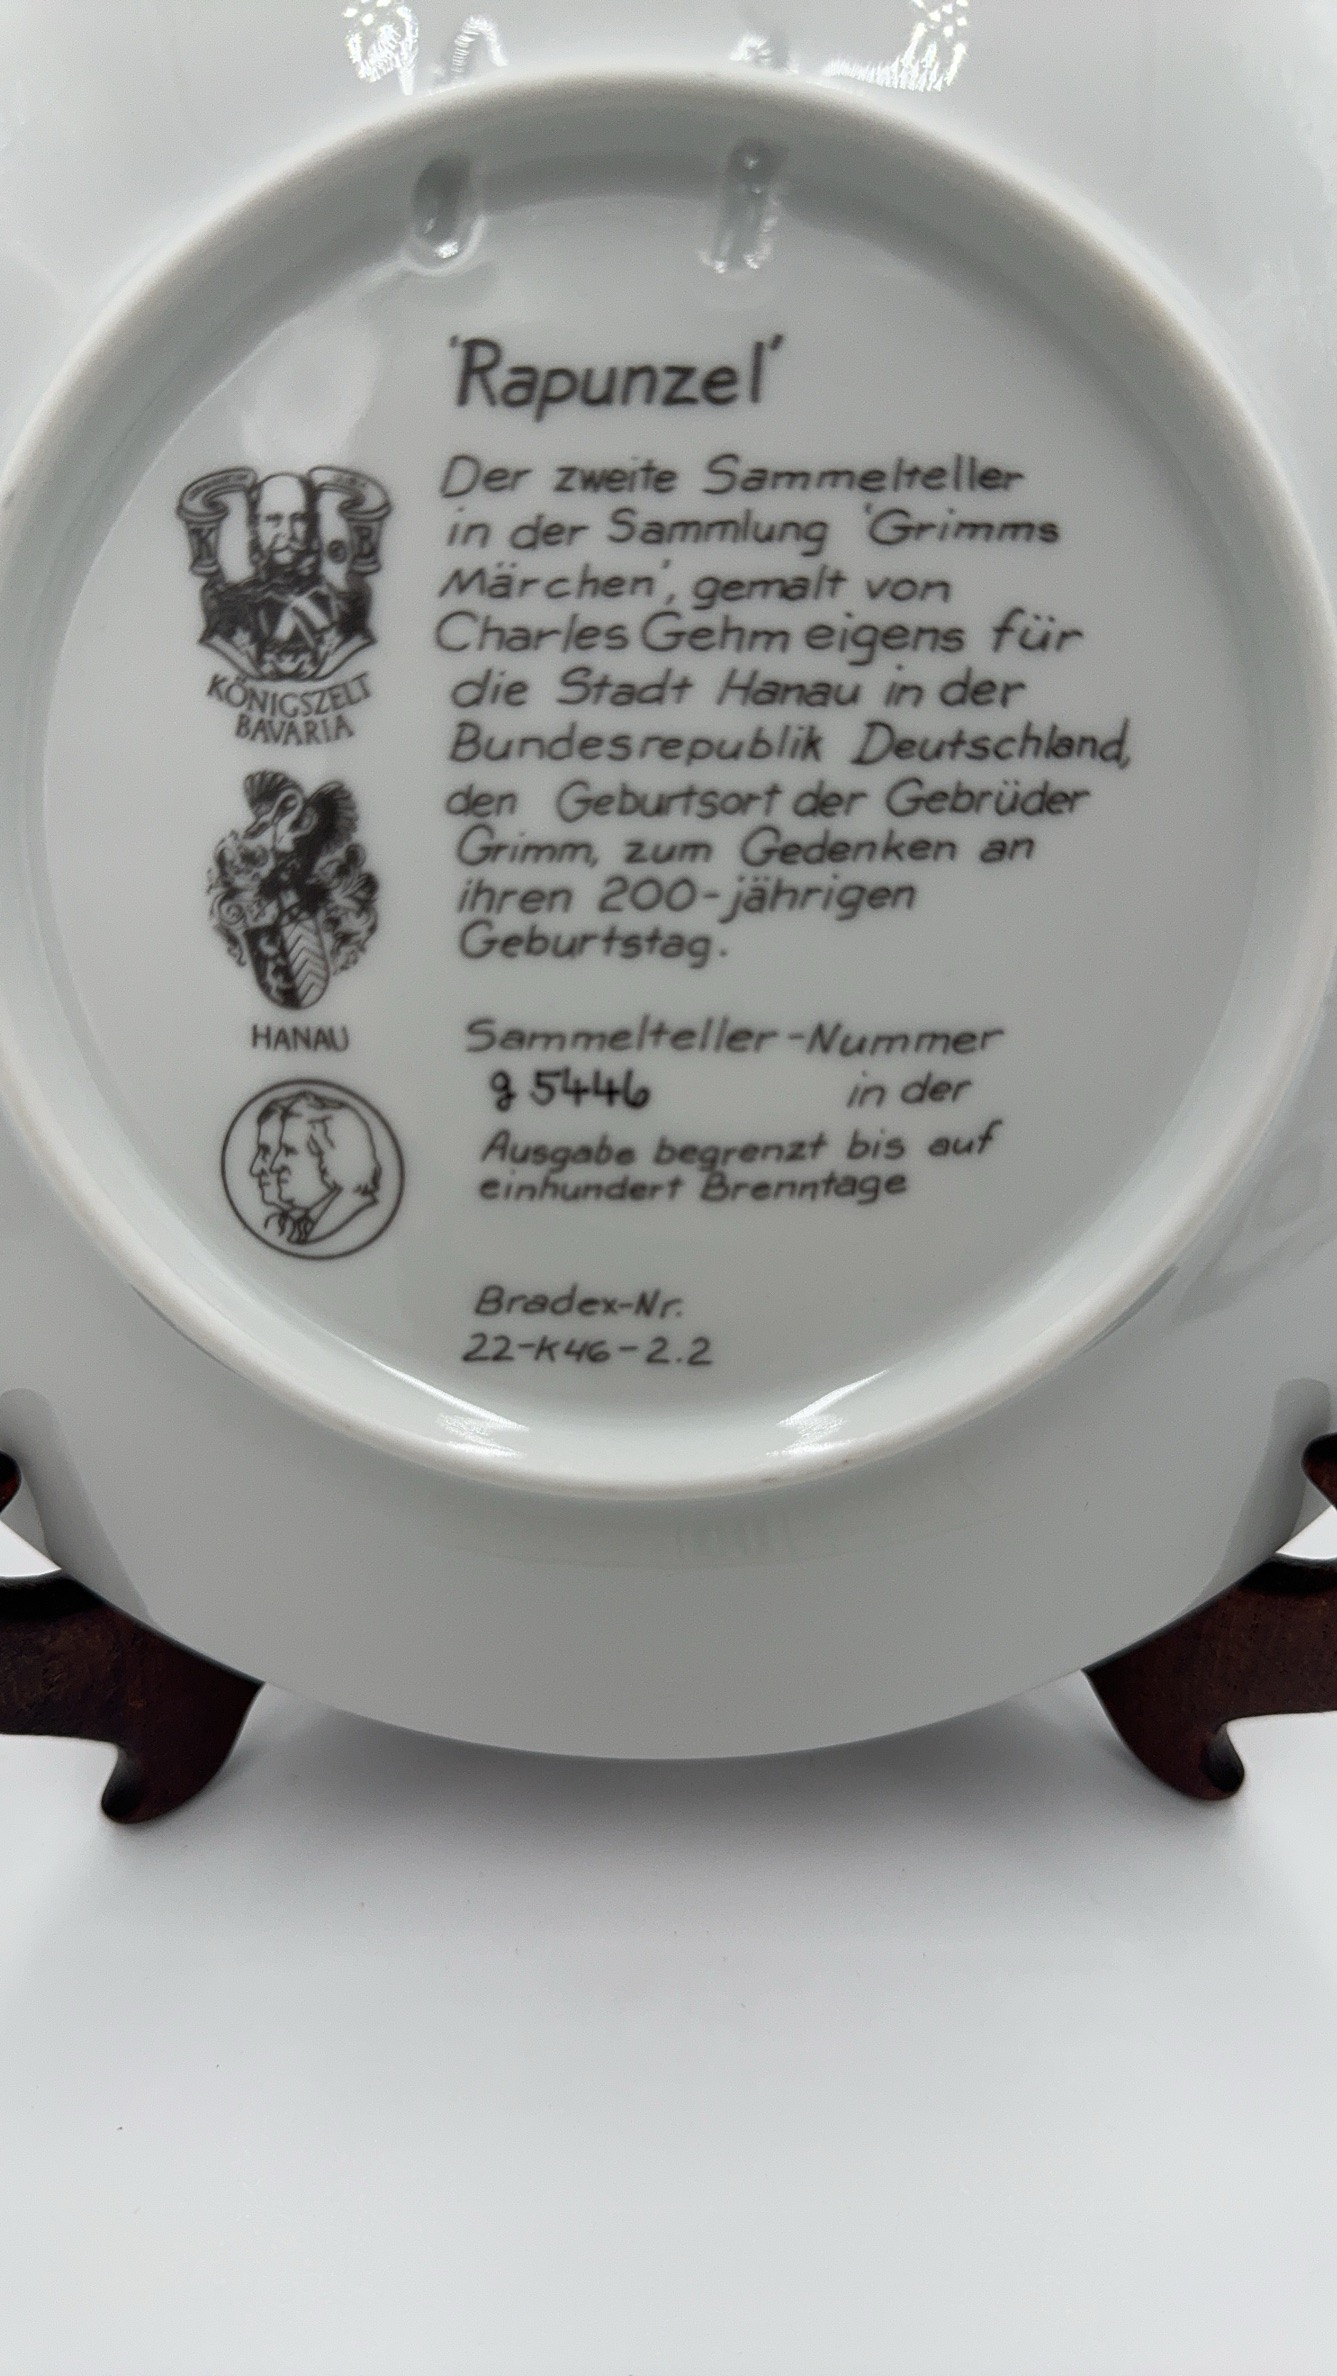 'Rapunzel'
Der zweite Sammelteller
in der Sammlung 'Grimms
Märchen', gemalt von
Charles Gehm eigens für
die Stadt Hanau in der
Bundesrepublik Deutschland,
den Geburtsort der Gebrüder
Grimm, zum Gedenken an
ihren 200-jährigen
Geburtstag.
Sammelteller-Nummer
g 5446 in der
Ausgabe begrenzt bis auf
einhundert Brenntage
Bradex-Nr.
22-K46-2.2
K B
KÖNIGSZELT
BAVARIA
HANAU